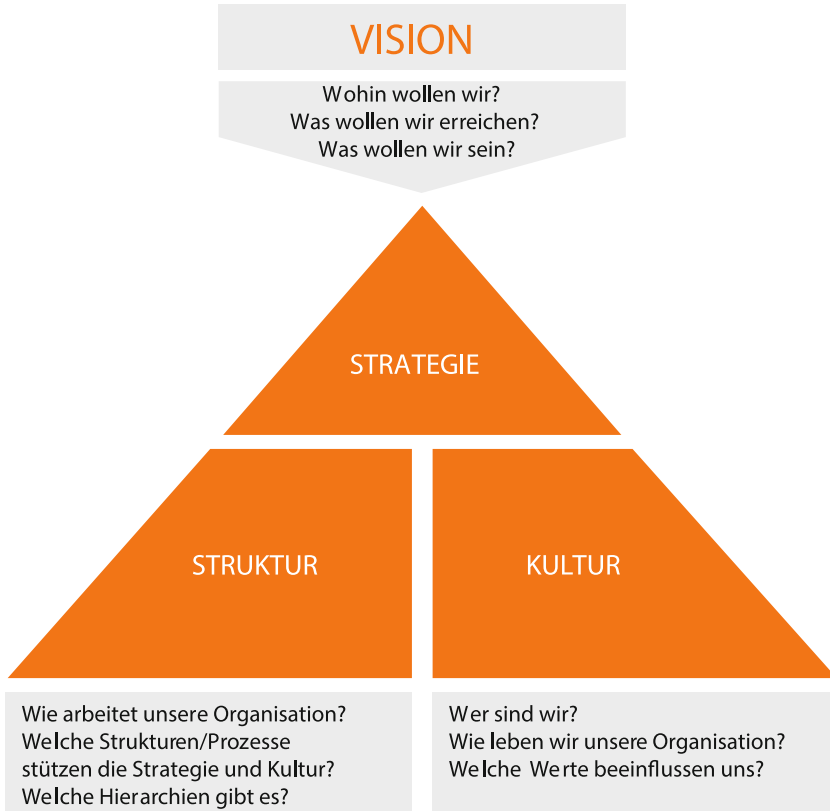 VISION
Wohin wollen wir?
Was wollen wir erreichen?
Was wollen wir sein?
STRATEGIE
STRUKTUR
KULTUR
Wie arbeitet unsere Organisation?
Welche Strukturen/Prozesse
stützen die Strategie und Kultur?
Welche Hierarchien gibt es?
Wer sind wir?
Wie leben wir unsere Organisation?
Welche Werte beeinflussen uns?